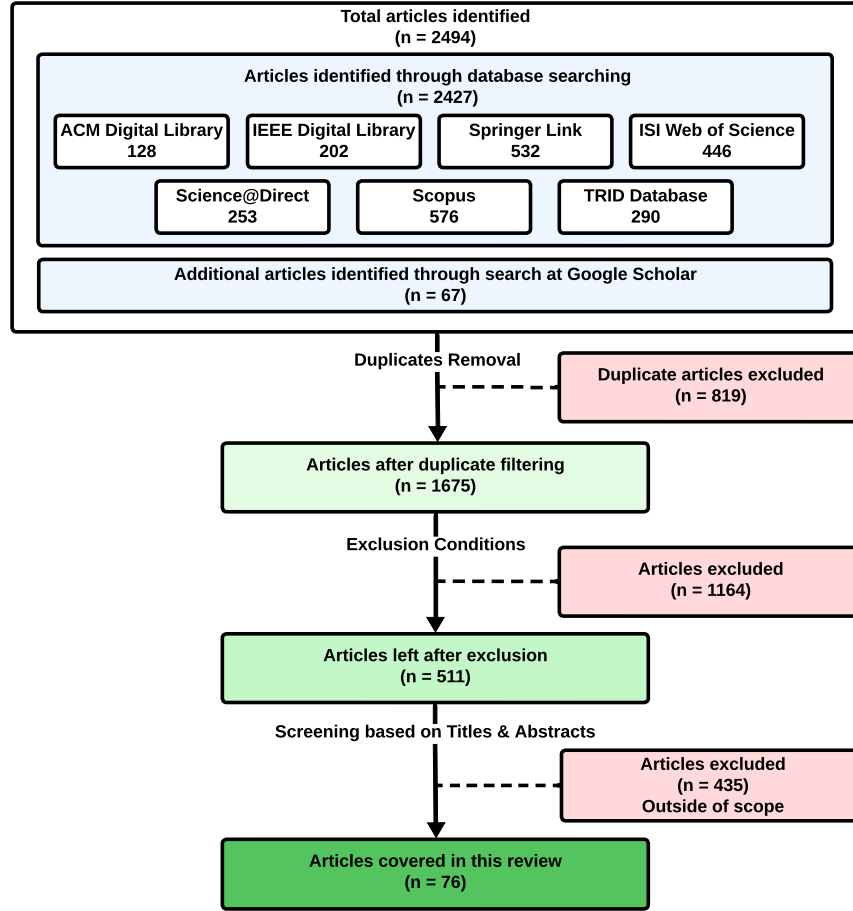 Total articles identified
(n = 2494)
Articles identified through database searching
(n = 2427)
ACM Digital Library
128
IEEE Digital Library
202
Springer Link
532
ISI Web of Science
446
Science@Direct
253
Scopus
576
TRID Database
290
Additional articles identified through search at Google Scholar
(n = 67)
Duplicates Removal
Duplicate articles excluded
(n = 819)
Articles after duplicate filtering
(n = 1675)
Exclusion Conditions
Articles excluded
(n = 1164)
Articles left after exclusion
(n = 511)
Screening based on Titles & Abstracts
Articles excluded
(n = 435)
Outside of scope
Articles covered in this review
(n = 76)